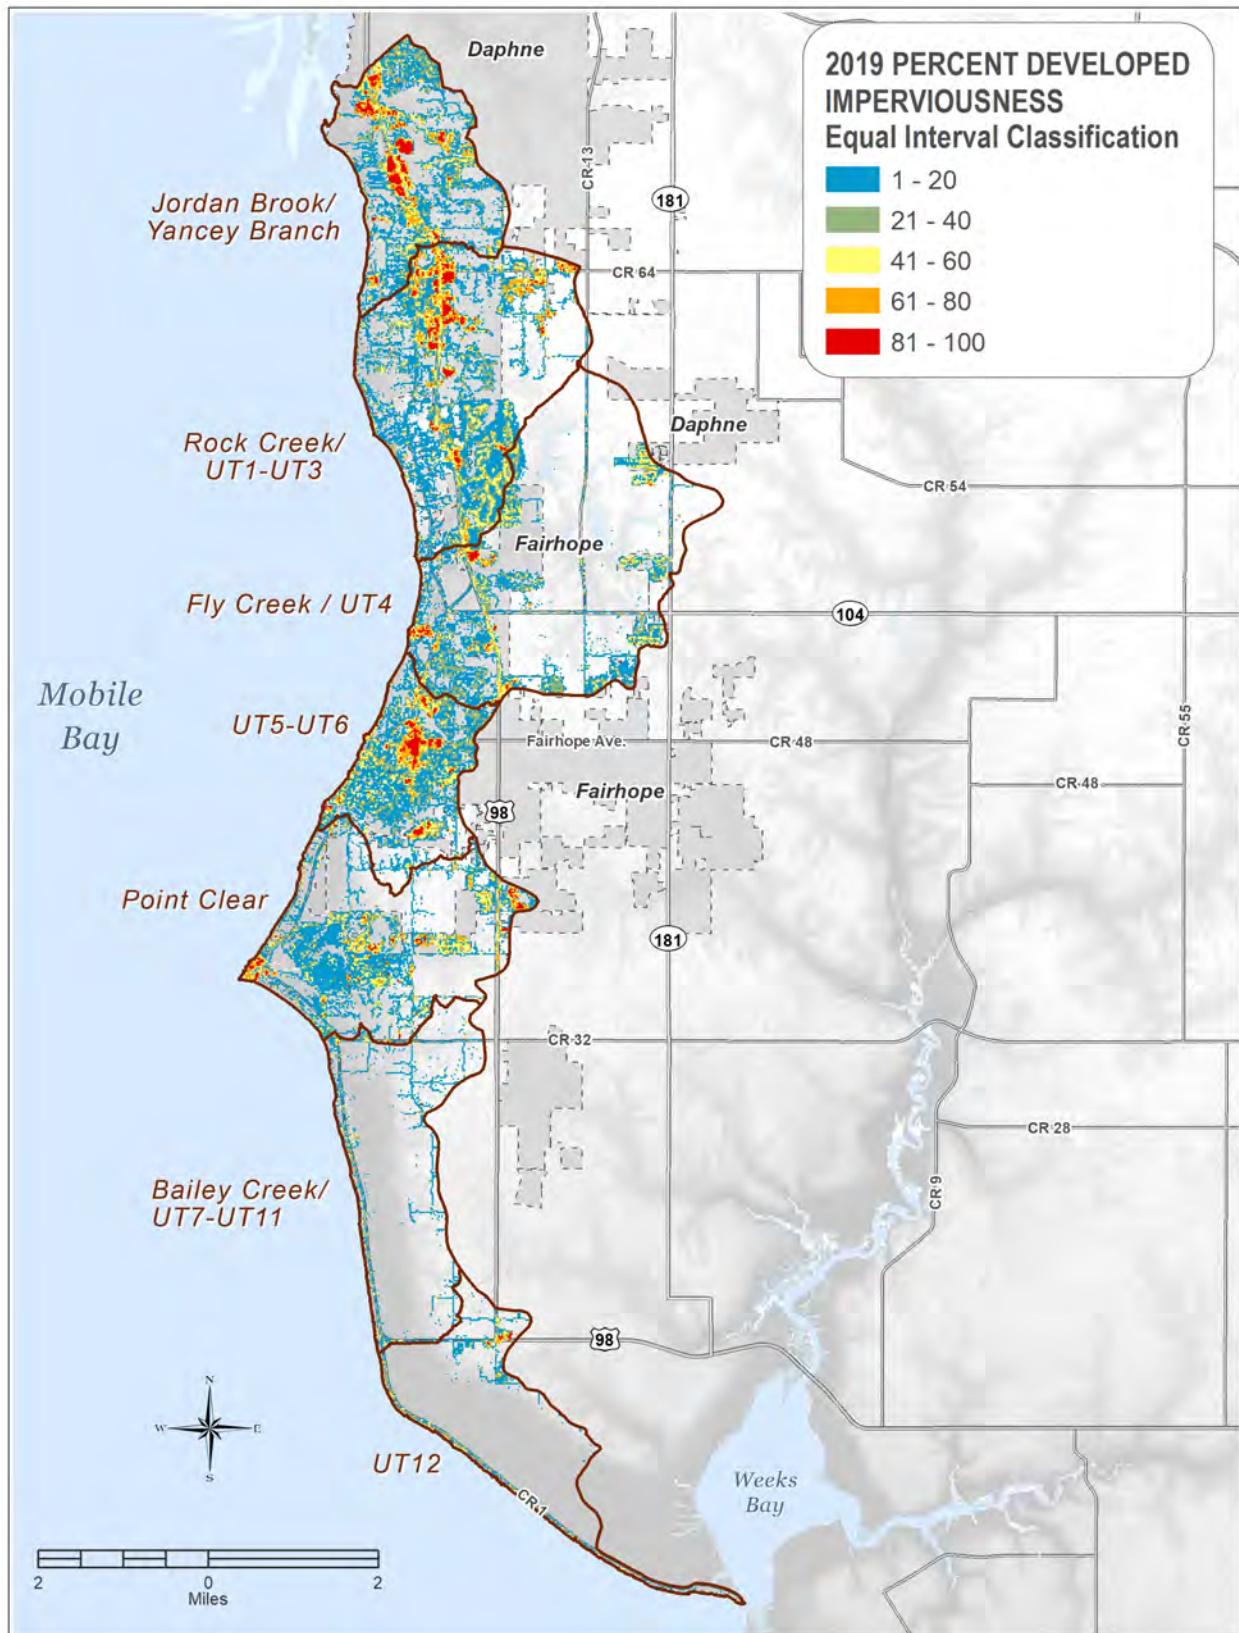 Daphne
2019 PERCENT DEVELOPED
IMPERVIOUSNESS
Equal Interval Classification
1 - 20
21 - 40
41 - 60
61 - 80
81 - 100
CR 13
181
Jordan Brook/
Yancey Branch
CR 64
Daphne
Rock Creek/
UT1-UT3
CR 54
Fairhope
Fly Creek / UT4
104
Mobile
Bay
UT5-UT6
CR 55
Fairhope Ave.
CR 48
CR 48
Fairhope
98
Point Clear
181
CR 32
CR 28
Bailey Creek/
UT7-UT11
CR 9
98
N
W
E
S
UT12
Weeks
Bay
CR 1
2
0
2
Miles